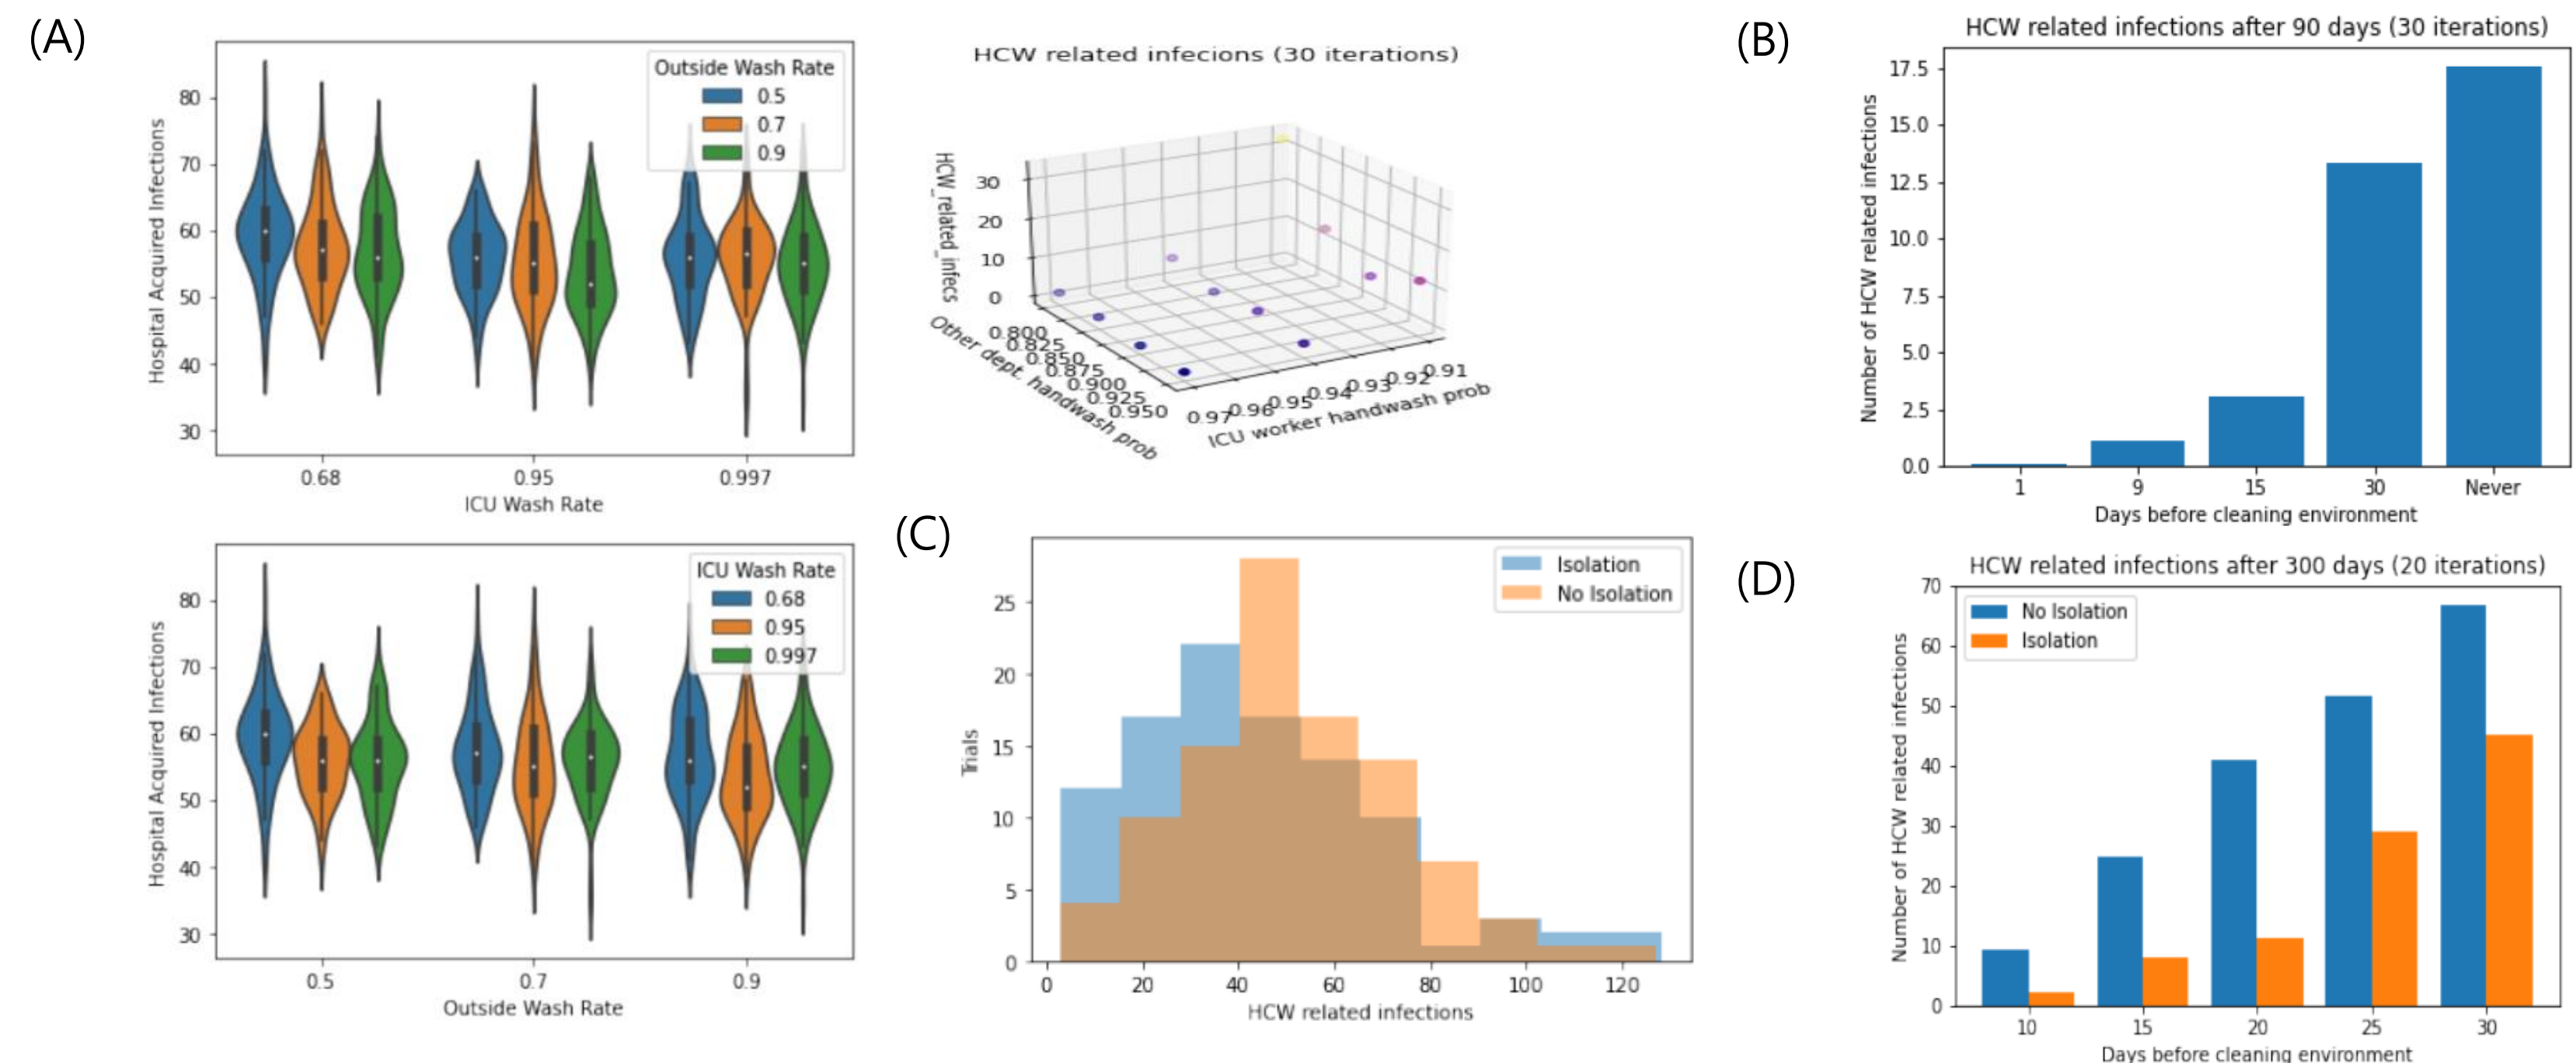 (A)
Outside Wash Rate
0.5
0.7
0.9
Hospital Acquired Infections
80
70
60
50
40
30
0.68
0.95
0.997
ICU Wash Rate
HCW related infecions (30 iterations)
HCW_related_infecs
30
20
10
0
Other dept. handwash prob
0.800
0.825
0.850
0.875
0.900
0.925
0.950
0.97
0.96
0.95
0.94
0.93
0.92
0.91
ICU worker handwash prob
(B)
HCW related infections after 90 days (30 iterations)
Number of HCW related infections
17.5
15.0
12.5
10.0
7.5
5.0
2.5
0.0
1
9
15
30
Never
Days before cleaning environment
ICU Wash Rate
0.68
0.95
0.997
Hospital Acquired Infections
80
70
60
50
40
30
0.5
0.7
0.9
Outside Wash Rate
(C)
Isolation
No Isolation
Trials
25
20
15
10
5
0
0
20
40
60
80
100
120
HCW related infections
(D)
HCW related infections after 300 days (20 iterations)
No Isolation
Isolation
Number of HCW related infections
70
60
50
40
30
20
10
0
10
15
20
25
30
Days before cleaning environment